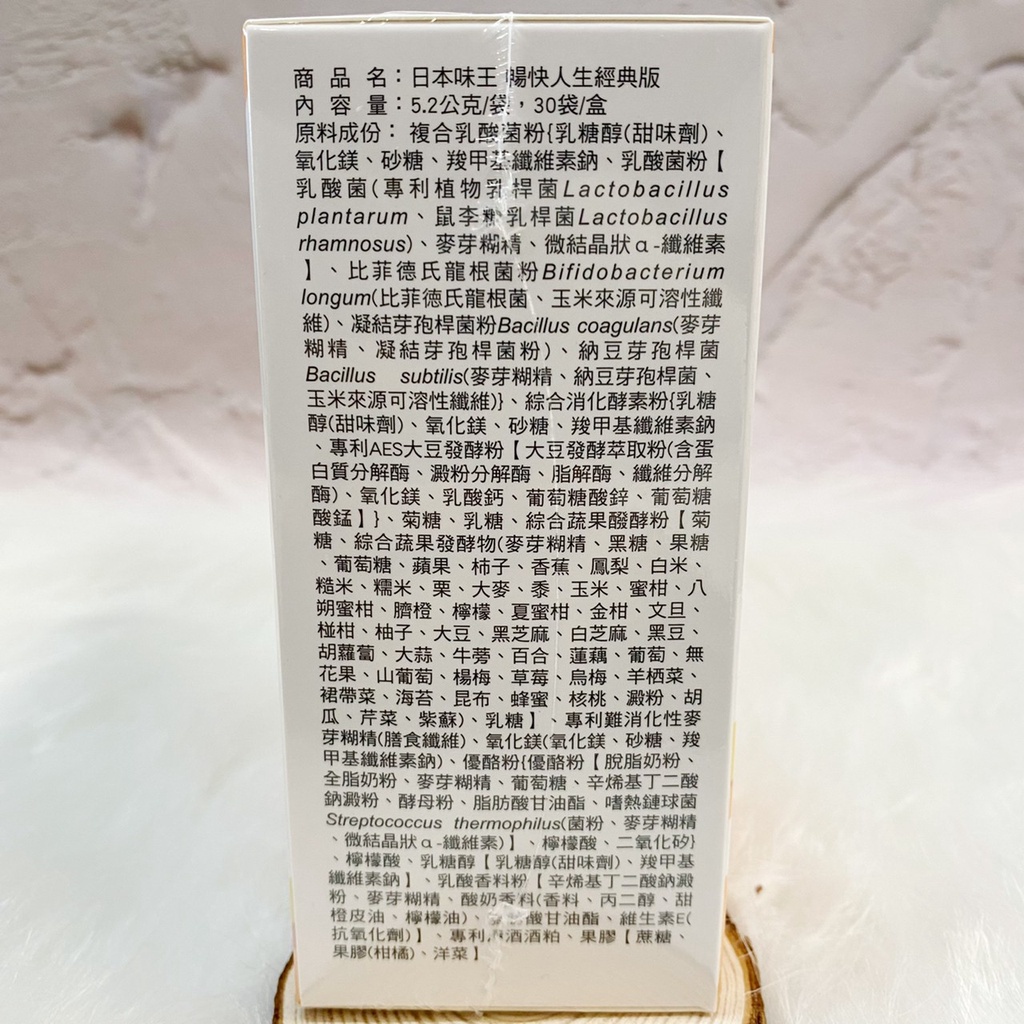 商 品 名：日本味王 暢快人生經典版
內 容 量：5.2公克/袋，30袋/盒
原料成份： 複合乳酸菌粉{乳糖醇(甜味劑)、
氧化鎂、砂糖、羧甲基纖維素鈉、乳酸菌粉【
乳酸菌(專利植物乳桿菌Lactobacillus
plantarum、鼠李糖乳桿菌Lactobacillus
rhamnosus)、麥芽糊精、微結晶狀α-纖維素
】、比菲德氏龍根菌粉Bifidobacterium
longum(比菲德氏龍根菌、玉米來源可溶性纖
維)、凝結芽孢桿菌粉Bacillus coagulans(麥芽
糊精、凝結芽孢桿菌粉)、納豆芽孢桿菌
Bacillus subtilis(麥芽糊精、納豆芽孢桿菌、
玉米來源可溶性纖維)}、綜合消化酵素粉{乳糖
醇(甜味劑)、氧化鎂、砂糖、羧甲基纖維素鈉
、專利AES大豆發酵粉【大豆發酵萃取粉(含蛋
白質分解酶、澱粉分解酶、脂解酶、纖維分解
酶)、氧化鎂、乳酸鈣、葡萄糖酸鋅、葡萄糖
酸錳】}、菊糖、乳糖、綜合蔬果醱酵粉【菊
糖、綜合蔬果發酵物(麥芽糊精、黑糖、果糖
、葡萄糖、蘋果、柿子、香蕉、鳳梨、白米、
糙米、糯米、栗、大麥、黍、玉米、蜜柑、八
朔蜜柑、臍橙、檸檬、夏蜜柑、金柑、文旦、
椪柑、柚子、大豆、黑芝麻、白芝麻、黑豆、
胡蘿蔔、大蒜、牛蒡、百合、蓮藕、葡萄、無
花果、山葡萄、楊梅、草莓、烏梅、羊栖菜、
裙帶菜、海苔、昆布、蜂蜜、核桃、澱粉、胡
瓜、芹菜、紫蘇)、乳糖】、專利難消化性麥
芽糊精(膳食纖維)、氧化鎂(氧化鎂、砂糖、羧
甲基纖維素鈉)、優酪粉{優酪粉【脫脂奶粉、
全脂奶粉、麥芽糊精、葡萄糖、辛烯基丁二酸
鈉澱粉、酵母粉、脂肪酸甘油酯、嗜熱鏈球菌
Streptococcus thermophilus(菌粉、麥芽糊精
、微結晶狀α-纖維素)】、檸檬酸、二氧化矽}
、檸檬酸、乳糖醇【乳糖醇(甜味劑)、羧甲基
纖維素鈉】、乳酸香料粉【辛烯基丁二酸鈉澱
粉、麥芽糊精、酸奶香料(香料、丙二醇、甜
橙皮油、檸檬油)、酸甘油酯、維生素E(
抗氧化劑)】、專利酒酒粕、果膠【蔗糖、
果膠(柑橘)、洋菜】